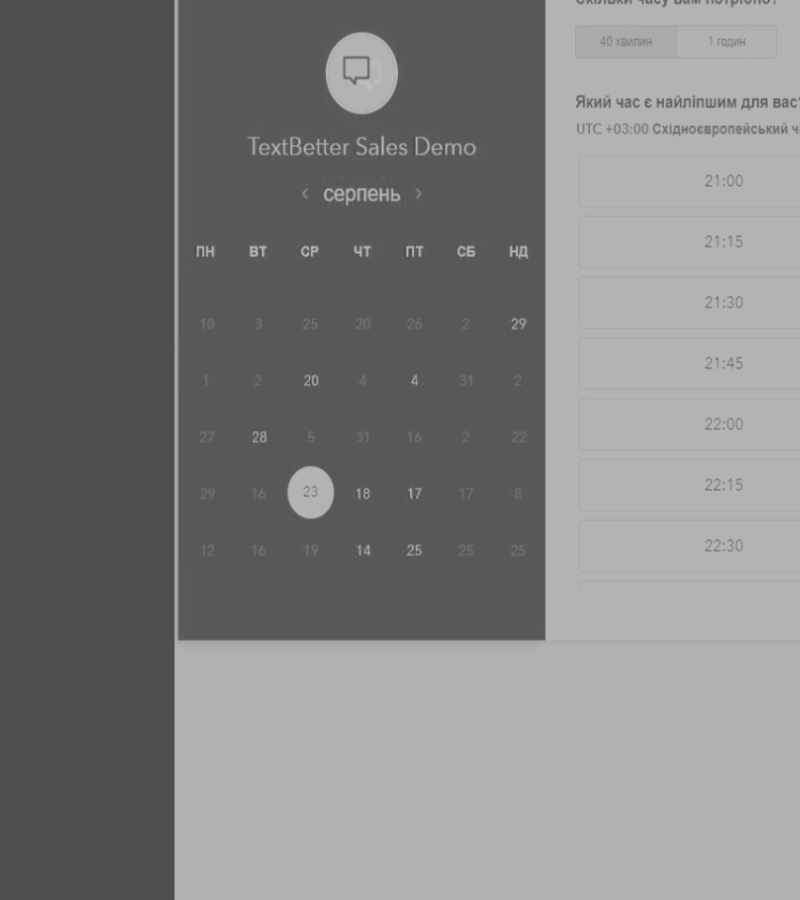 Скільки часу вам потрібно?
40 хвилин 1 годин
TextBetter Sales Demo
серпень
ПН ВТ СР ЧТ ПТ СБ НД
10 3 25 20 26 2 29
1 2 20 4 4 31 2
27 28 5 31 16 2 22
29 16 23 18 17 17 8
12 16 19 14 25 25 25
Який час є найліпшим для вас?
UTC +03:00 Східноєвропейський
21:00
21:15
21:30
21:45
22:00
22:15
22:30